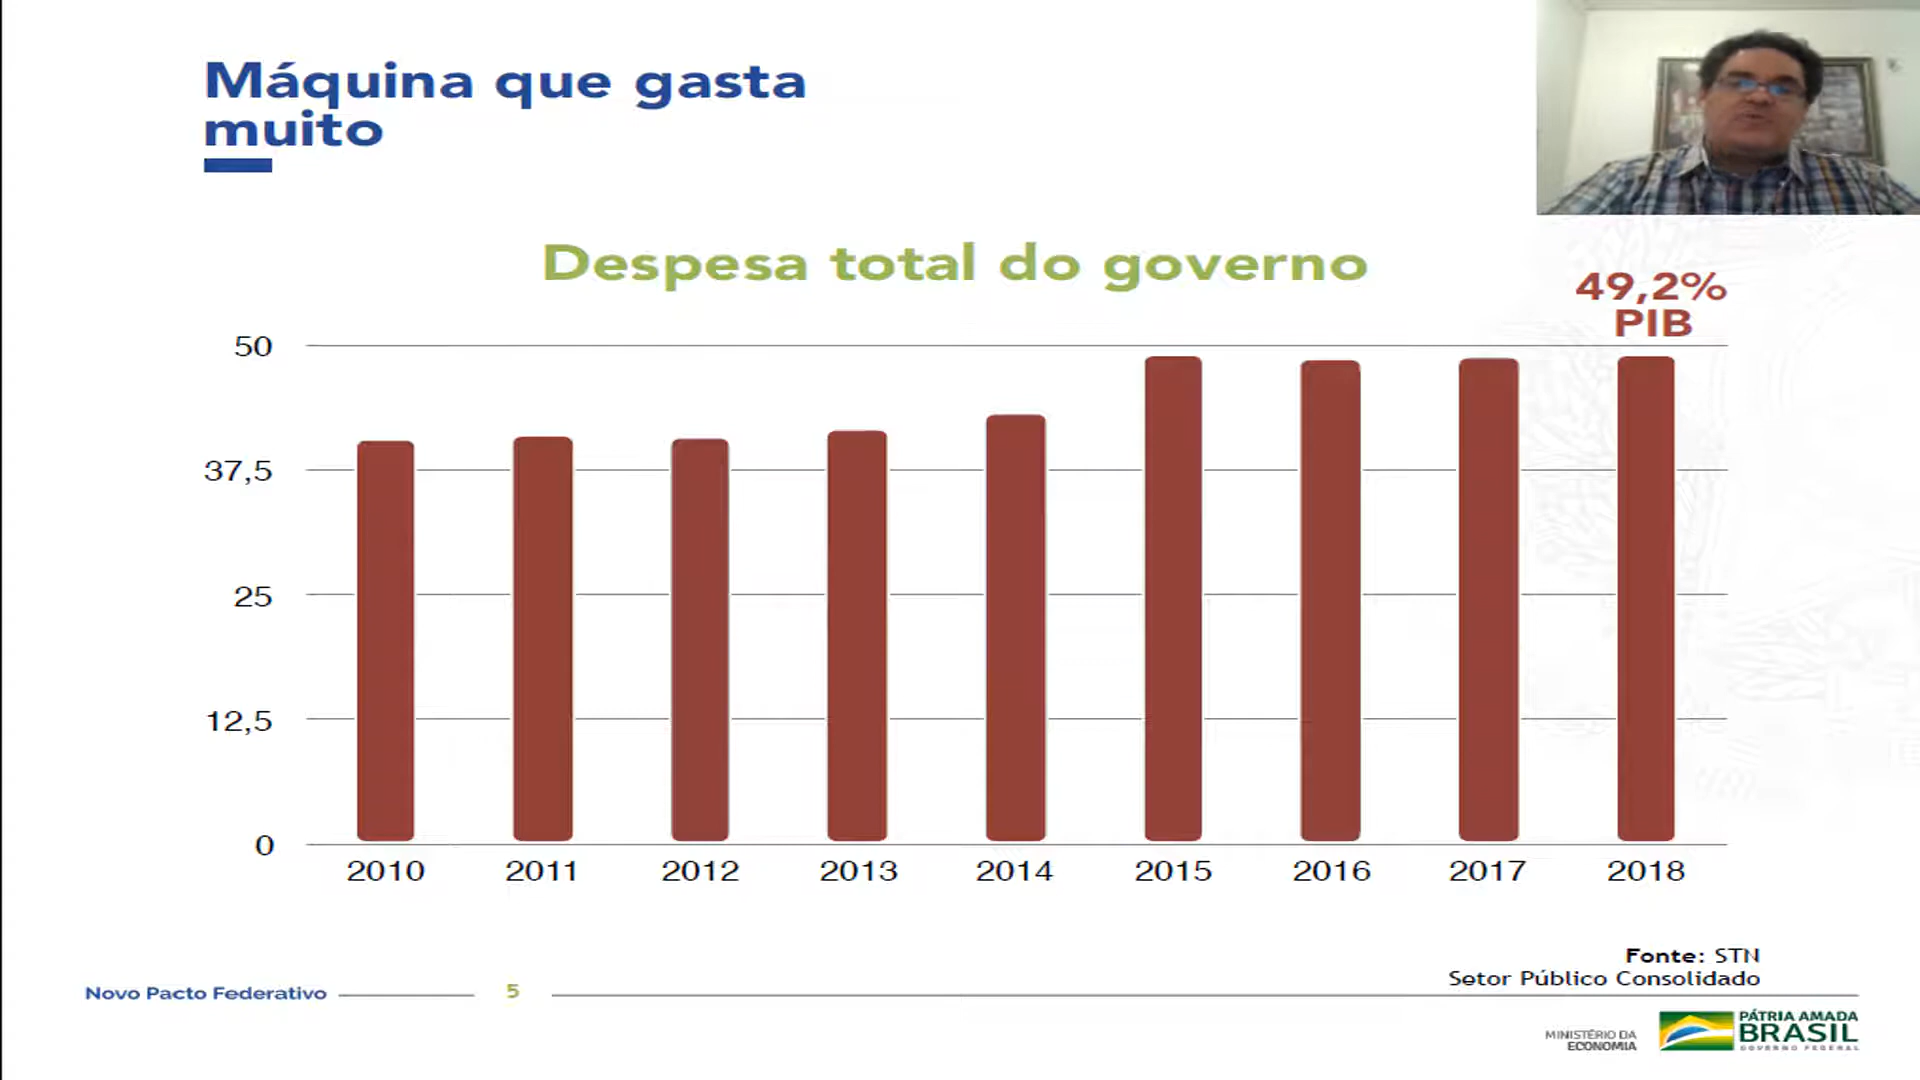 Máquina que gasta
muito
Despesa total do governo
49,2%
PIB
50
37,5
25
12,5
0
2010 2011 2012 2013 2014 2015 2016 2017 2018
Fonte: STN
Setor Público Consolidado
Novo Pacto Federativo 5
MINISTÉRIO DA
ECONOMIA
PÁTRIA AMADA
BRASIL
GOVERNO FEDERAL